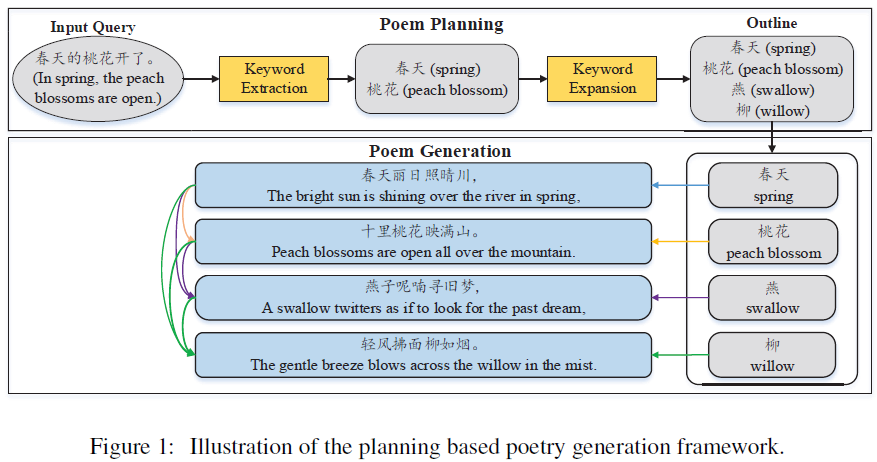 Poem Planning
Input Query
春天的桃花开了。
(In spring, the peach
blossoms are open.)
Keyword
Extraction
春天 (spring)
桃花 (peach blossom)
Keyword
Expansion
Outline
春天 (spring)
桃花 (peach blossom)
燕 (swallow)
柳 (willow)
Poem Generation
春天丽日照晴川，
The bright sun is shining over the river in spring,
春天
spring
十里桃花映满山。
Peach blossoms are open all over the mountain.
桃花
peach blossom
燕子呢喃寻旧梦，
A swallow twitters as if to look for the past dream,
燕
swallow
轻风拂面柳如烟。
The gentle breeze blows across the willow in the mist.
柳
willow
Figure 1: Illustration of the planning based poetry generation framework.